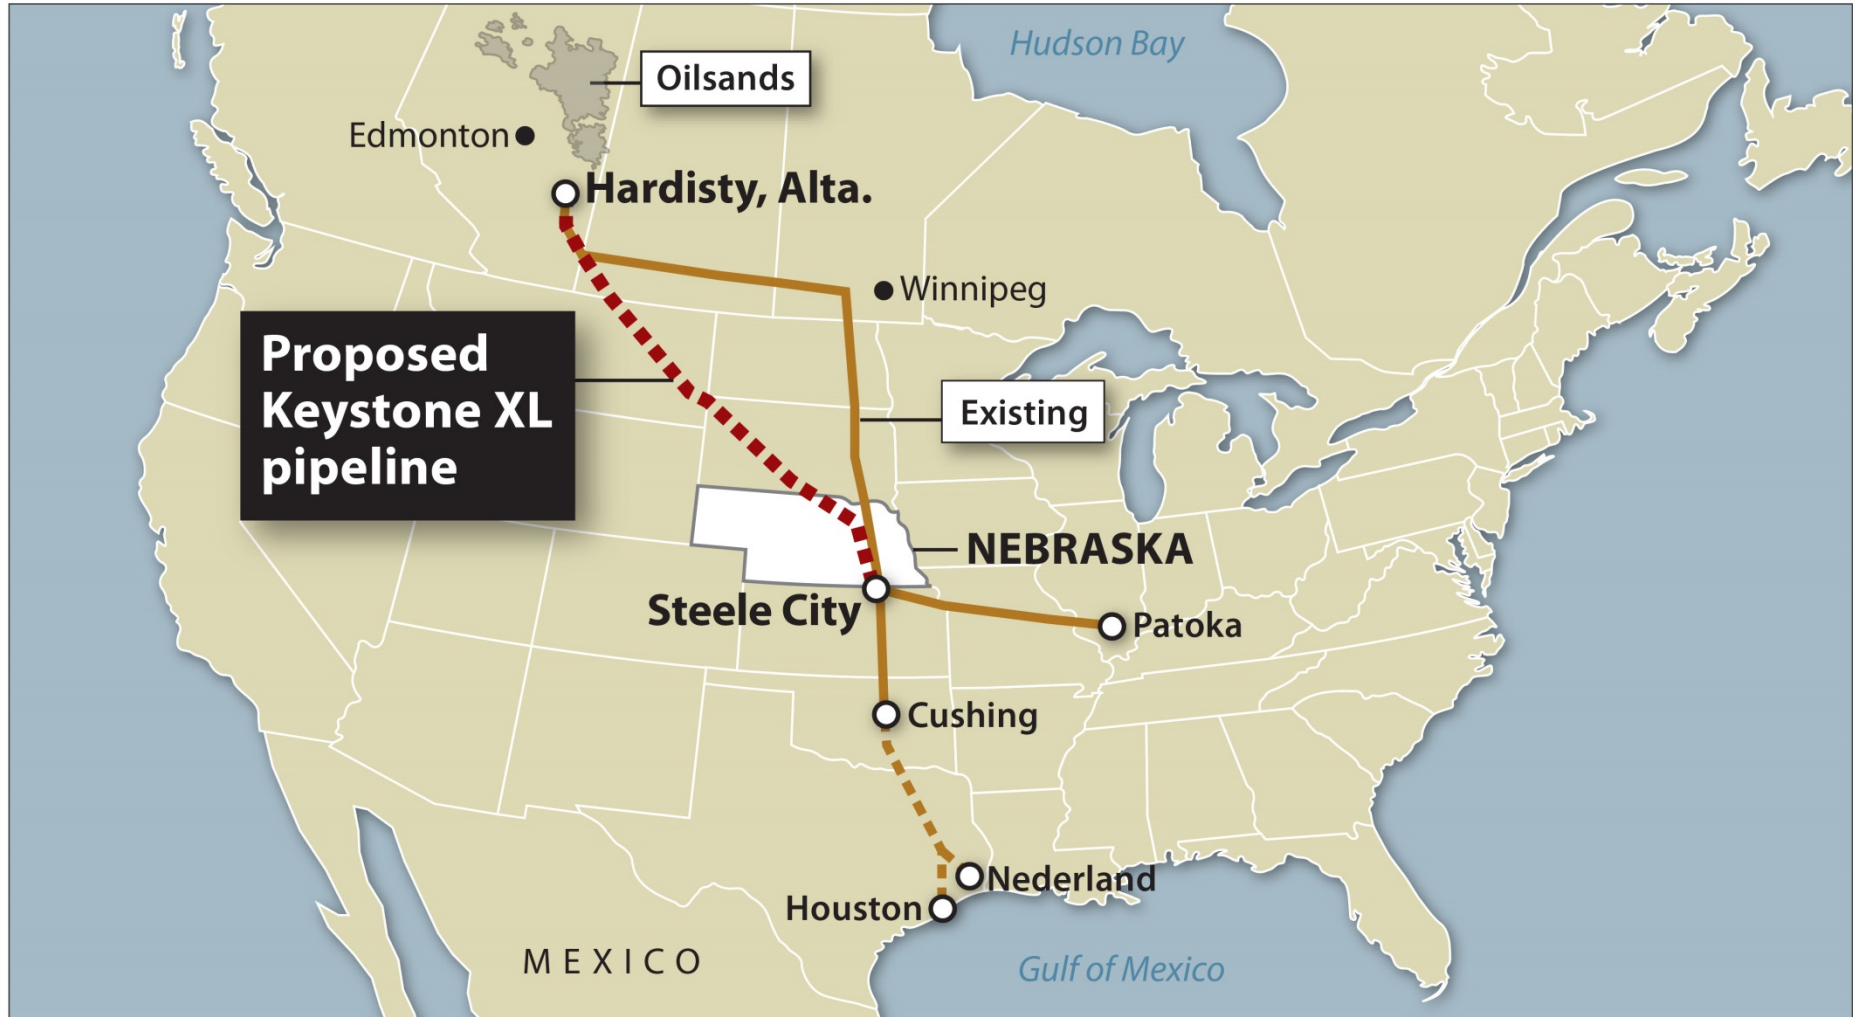 Hudson Bay
Oilsands
Edmonton
Hardisty, Alta.
Winnipeg
Proposed
Keystone XL
pipeline
Existing
NEBRASKA
Steele City
Patoka
Cushing
Nederland
Houston
MEXICO
Gulf of Mexico